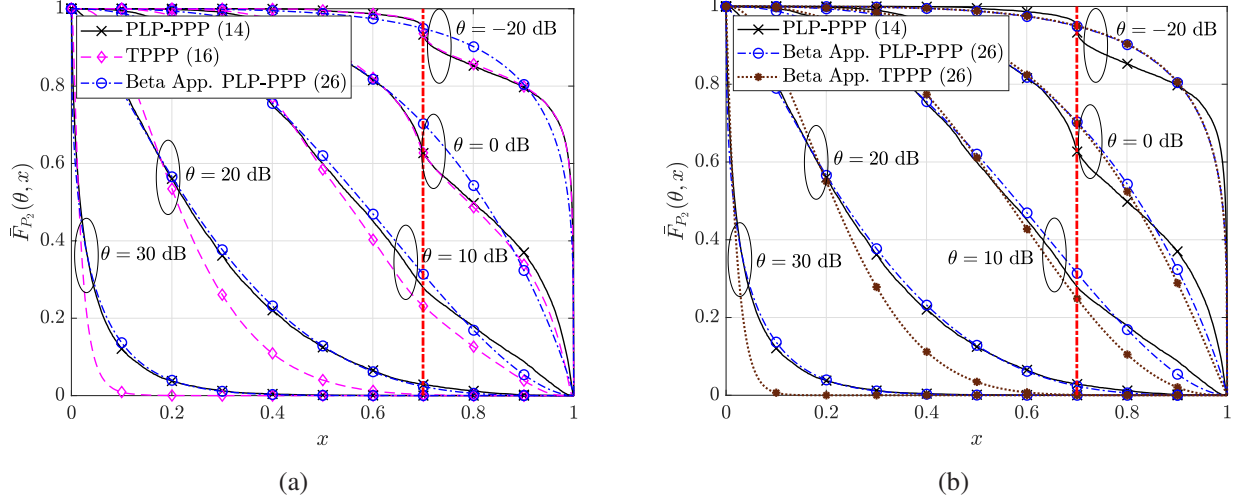 1
0.8
0.6
0.4
0.2
0
0 0.2 0.4 0.6 0.8 1
x
F̄_{P_2}(θ, x)
PLP-PPP (14)
TPPP (16)
Beta App. PLP-PPP (26)
θ = −20 dB
θ = 0 dB
θ = 20 dB
θ = 10 dB
θ = 30 dB
(a)
1
0.8
0.6
0.4
0.2
0
0 0.2 0.4 0.6 0.8 1
x
F̄_{P_2}(θ, x)
PLP-PPP (14)
Beta App. PLP-PPP (26)
Beta App. TPPP (26)
θ = −20 dB
θ = 0 dB
θ = 20 dB
θ = 10 dB
θ = 30 dB
(b)